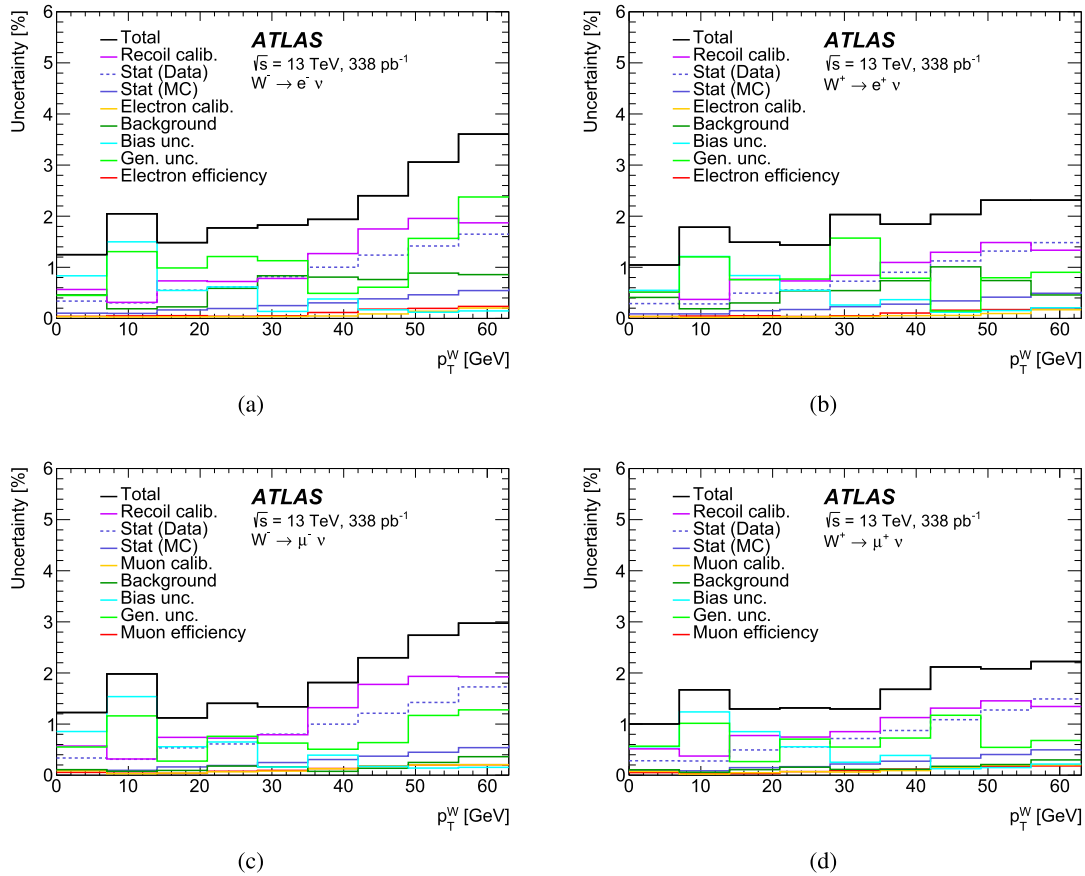 Uncertainty [%]
6
5
4
3
2
1
0
Total
Recoil calib.
Stat (Data)
Stat (MC)
Electron calib.
Background
Bias unc.
Gen. unc.
Electron efficiency
ATLAS
√s = 13 TeV, 338 pb⁻¹
W⁻ → e⁻ ν
0 10 20 30 40 50 60
p_T^W [GeV]
(a)
Uncertainty [%]
6
5
4
3
2
1
0
Total
Recoil calib.
Stat (Data)
Stat (MC)
Electron calib.
Background
Bias unc.
Gen. unc.
Electron efficiency
ATLAS
√s = 13 TeV, 338 pb⁻¹
W⁺ → e⁺ ν
0 10 20 30 40 50 60
p_T^W [GeV]
(b)
Uncertainty [%]
6
5
4
3
2
1
0
Total
Recoil calib.
Stat (Data)
Stat (MC)
Muon calib.
Background
Bias unc.
Gen. unc.
Muon efficiency
ATLAS
√s = 13 TeV, 338 pb⁻¹
W⁻ → μ⁻ ν
0 10 20 30 40 50 60
p_T^W [GeV]
(c)
Uncertainty [%]
6
5
4
3
2
1
0
Total
Recoil calib.
Stat (Data)
Stat (MC)
Muon calib.
Background
Bias unc.
Gen. unc.
Muon efficiency
ATLAS
√s = 13 TeV, 338 pb⁻¹
W⁺ → μ⁺ ν
0 10 20 30 40 50 60
p_T^W [GeV]
(d)